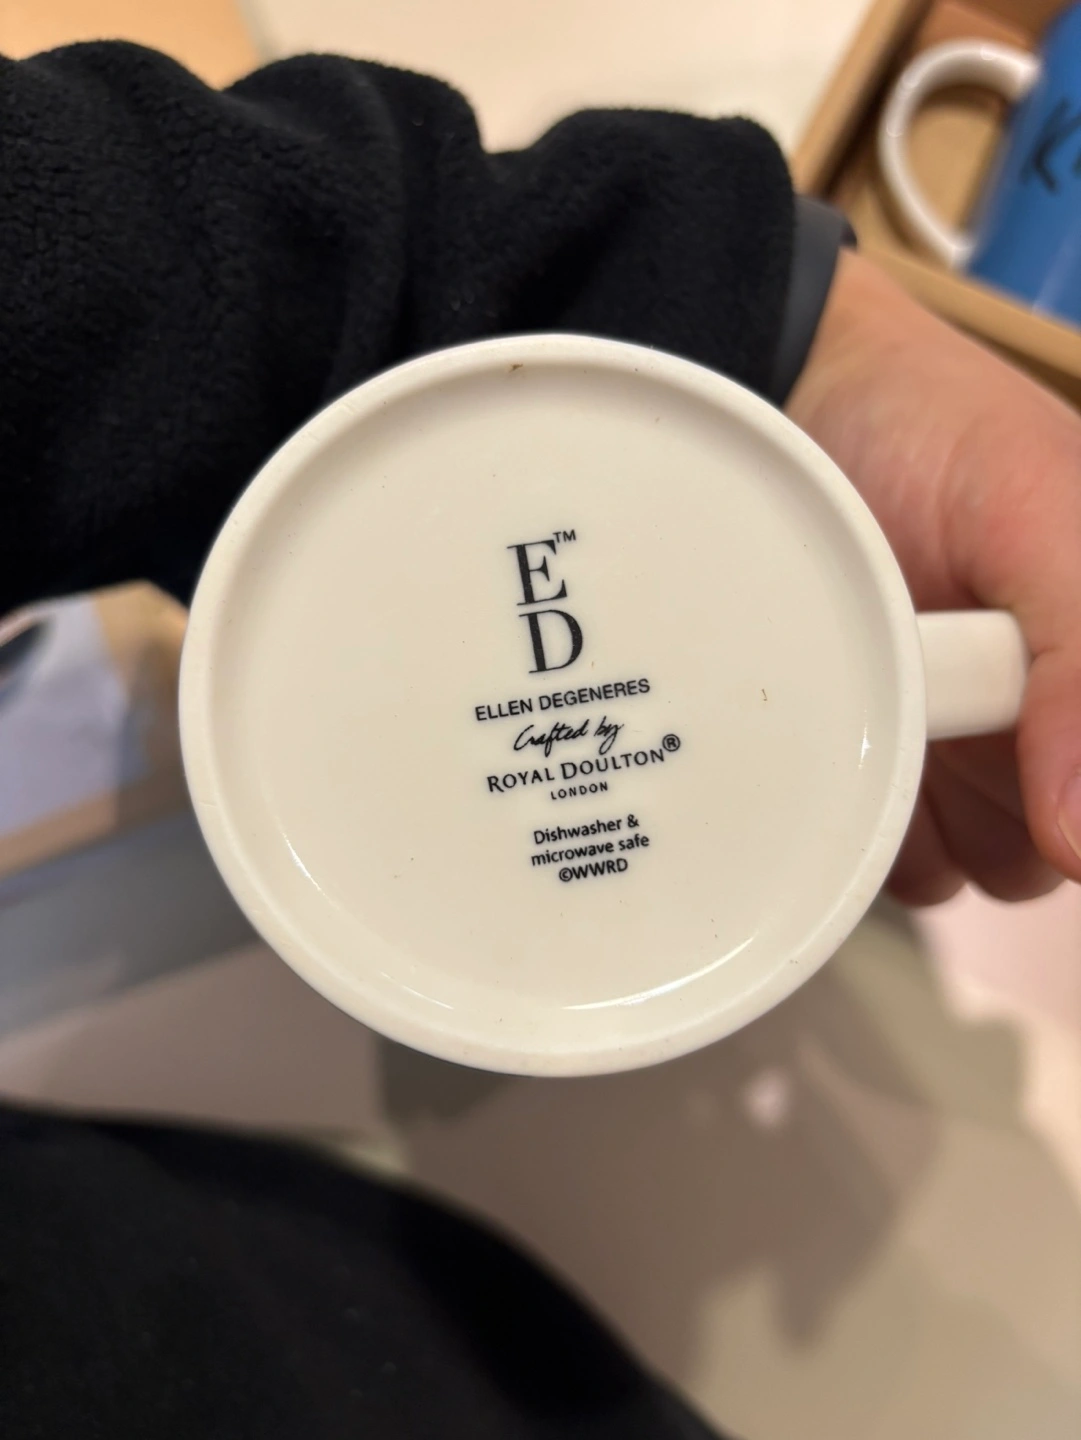 E™
D
ELLEN DEGENERES
Crafted by
ROYAL DOULTON®
LONDON
Dishwasher &
microwave safe
©WWRD